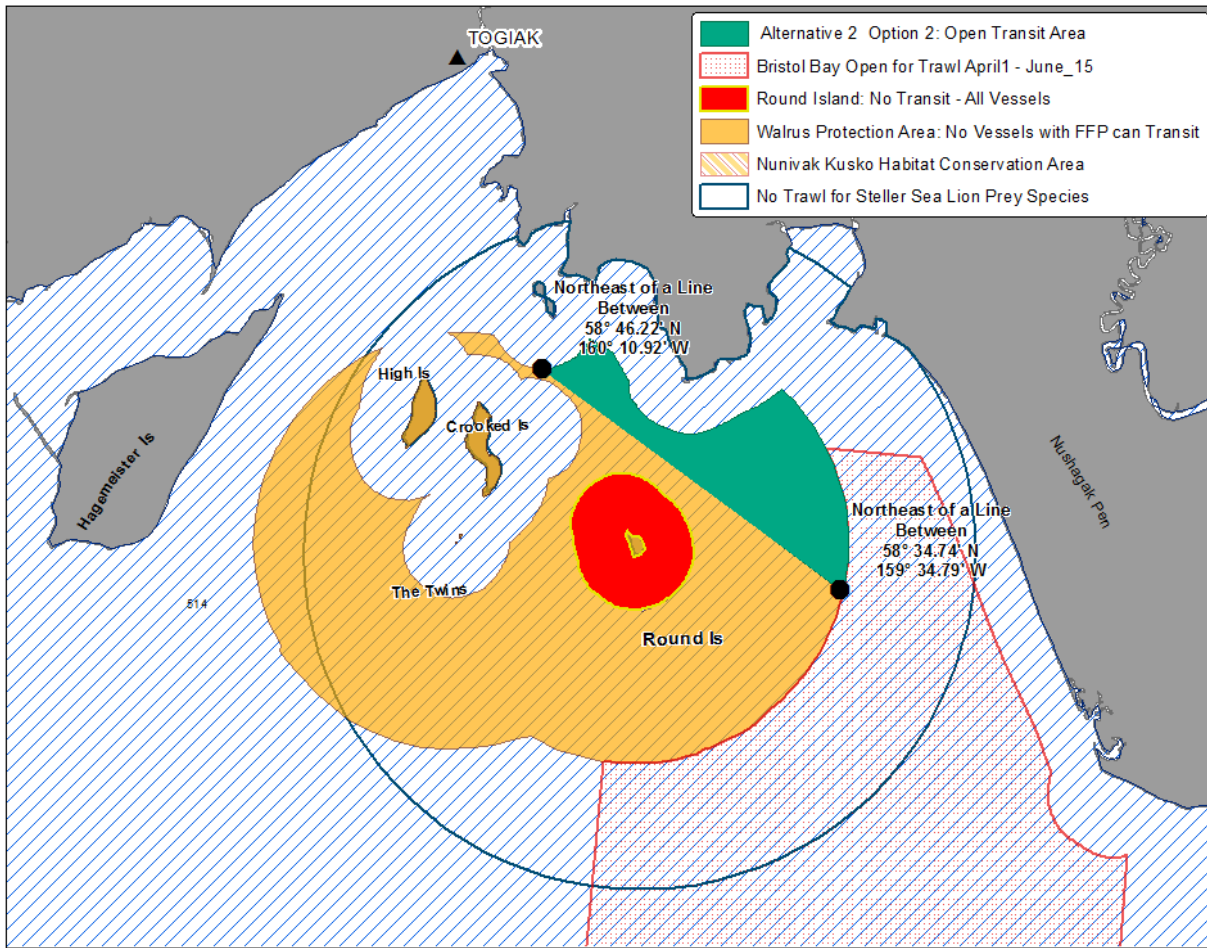 TOGIAK
Alternative 2 Option 2: Open Transit Area
Bristol Bay Open for Trawl April1 - June_15
Round Island: No Transit - All Vessels
Walrus Protection Area: No Vessels with FFP can Transit
Nunivak Kusko Habitat Conservation Area
No Trawl for Steller Sea Lion Prey Species
Northeast of a Line
Between
58° 46.22' N
160° 10.92' W
High Is
Crooked Is
Hagemeister Is
Nushagak Pen
Northeast of a Line
Between
58° 34.74' N
159° 34.79' W
The Twins
514
Round Is